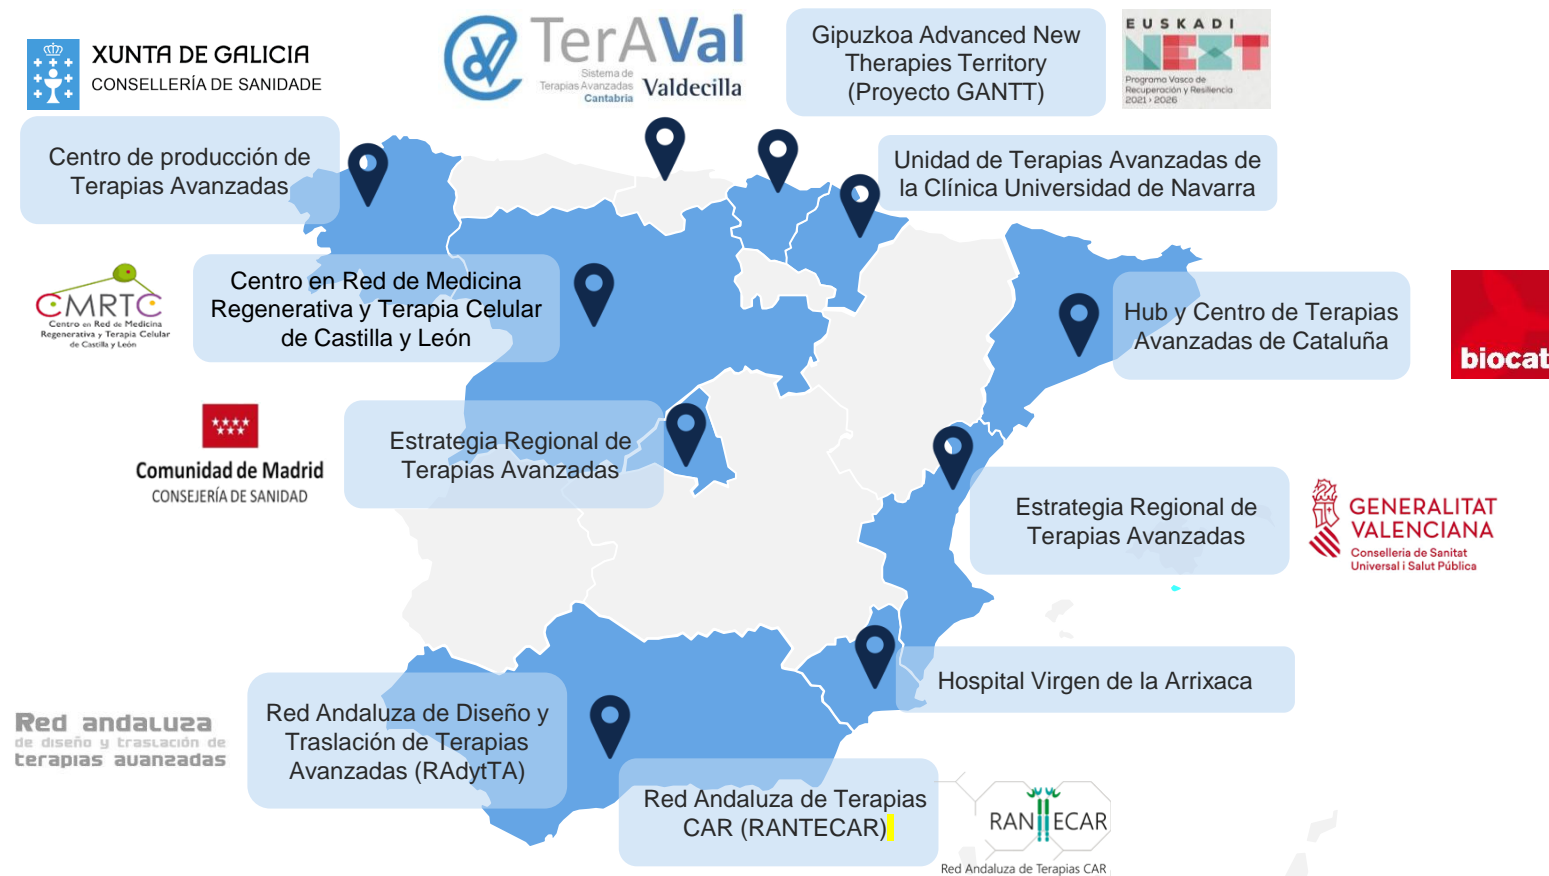 XUNTA DE GALICIA
CONSELLERÍA DE SANIDADE
TerAVal
Sistema de
Terapias Avanzadas
Cantabria
Valdecilla
Gipuzkoa Advanced New
Therapies Territory
(Proyecto GANTT)
EUSKADI
NEXT
Programa Vasco de
Recuperación y Resiliencia
2021 › 2026
Centro de producción de
Terapias Avanzadas
Unidad de Terapias Avanzadas de
la Clínica Universidad de Navarra
CMRTC
Centro en Red de Medicina
Regenerativa y Terapia Celular
de Castilla y León
Centro en Red de Medicina
Regenerativa y Terapia Celular
de Castilla y León
Hub y Centro de Terapias
Avanzadas de Cataluña
biocat
Comunidad de Madrid
CONSEJERÍA DE SANIDAD
Estrategia Regional de
Terapias Avanzadas
Estrategia Regional de
Terapias Avanzadas
GENERALITAT
VALENCIANA
Conselleria de Sanitat
Universal i Salut Pública
Hospital Virgen de la Arrixaca
Red andaluza
de diseño y traslación de
terapias avanzadas
Red Andaluza de Diseño y
Traslación de Terapias
Avanzadas (RAdytTA)
Red Andaluza de Terapias
CAR (RANTECAR)
RANTECAR
Red Andaluza de Terapias CAR